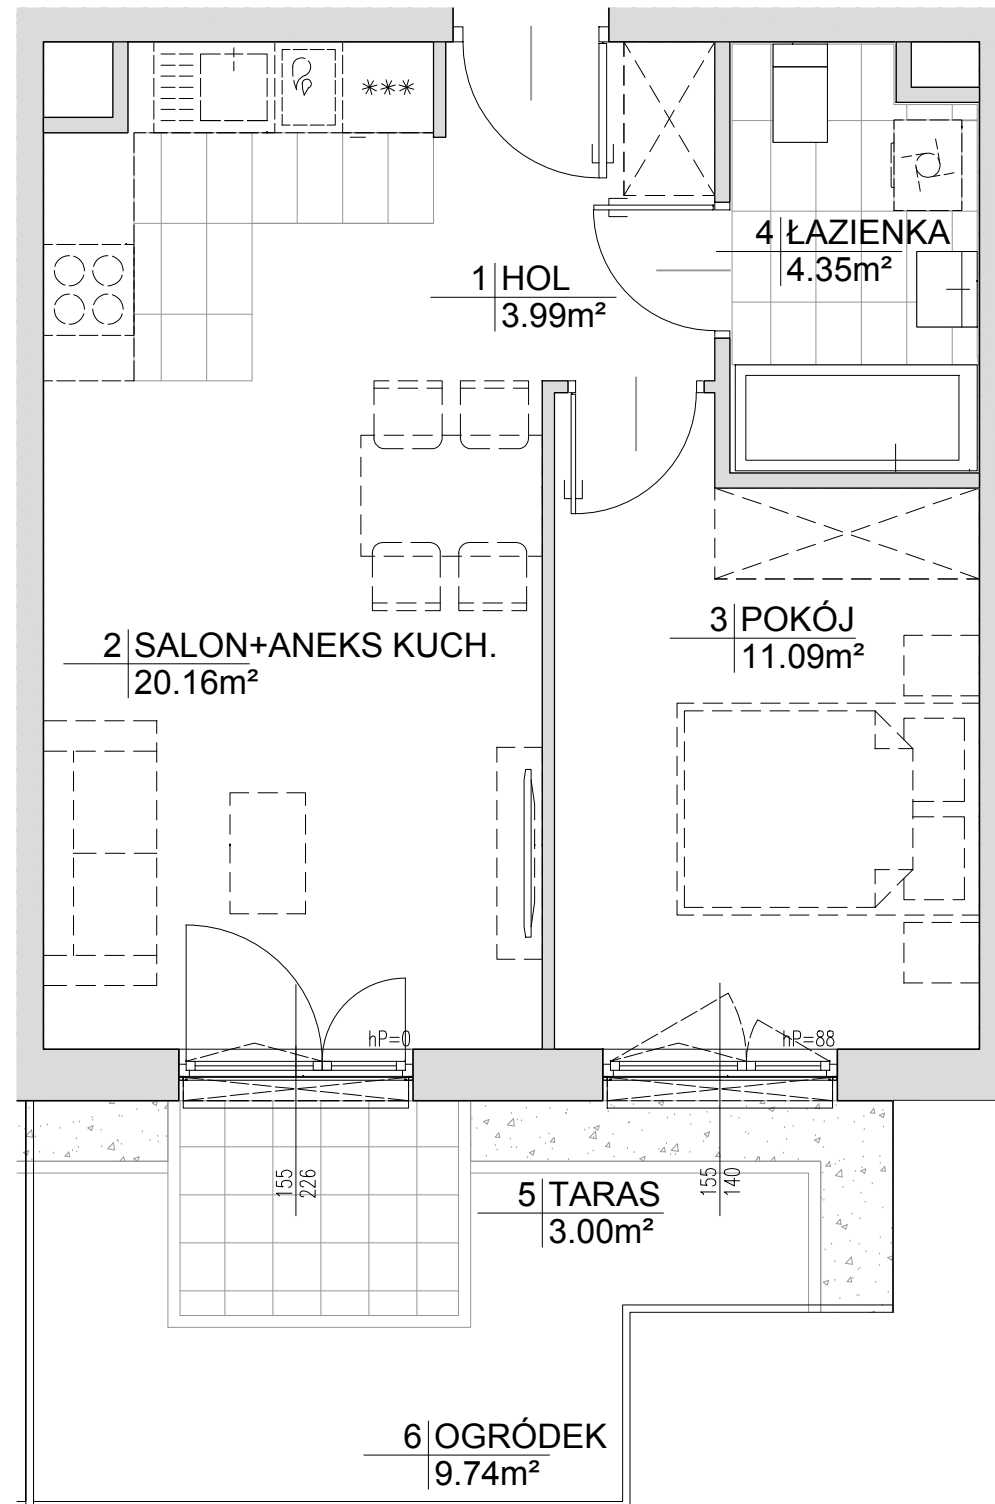 ***
4 ŁAZIENKA
4.35m²
1 HOL
3.99m²
3 POKÓJ
11.09m²
2 SALON+ANEKS KUCH.
20.16m²
hP=0
hP=88
155
226
155
140
5 TARAS
3.00m²
6 OGRÓDEK
9.74m²